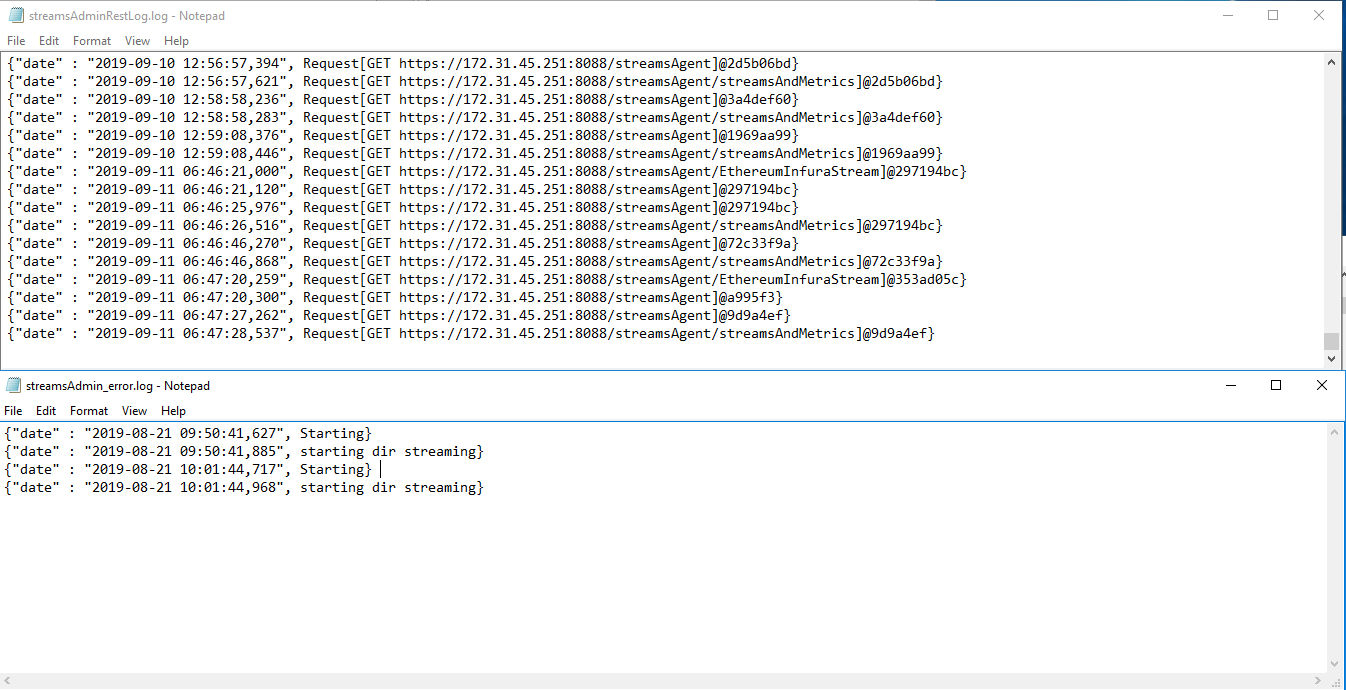 streamsAdminRestLog.log - Notepad
File Edit Format View Help
{"date" : "2019-09-10 12:56:57,394", Request[GET https://172.31.45.251:8088/streamsAgent]@2d5b06bd}
{"date" : "2019-09-10 12:56:57,621", Request[GET https://172.31.45.251:8088/streamsAgent/streamsAndMetrics]@2d5b06bd}
{"date" : "2019-09-10 12:58:58,236", Request[GET https://172.31.45.251:8088/streamsAgent]@3a4def60}
{"date" : "2019-09-10 12:58:58,283", Request[GET https://172.31.45.251:8088/streamsAgent/streamsAndMetrics]@3a4def60}
{"date" : "2019-09-10 12:59:08,376", Request[GET https://172.31.45.251:8088/streamsAgent]@1969aa99}
{"date" : "2019-09-10 12:59:08,446", Request[GET https://172.31.45.251:8088/streamsAgent/streamsAndMetrics]@1969aa99}
{"date" : "2019-09-11 06:46:21,000", Request[GET https://172.31.45.251:8088/streamsAgent/EthereumInfuraStream]@297194bc}
{"date" : "2019-09-11 06:46:21,120", Request[GET https://172.31.45.251:8088/streamsAgent]@297194bc}
{"date" : "2019-09-11 06:46:25,976", Request[GET https://172.31.45.251:8088/streamsAgent]@297194bc}
{"date" : "2019-09-11 06:46:26,516", Request[GET https://172.31.45.251:8088/streamsAgent/streamsAndMetrics]@297194bc}
{"date" : "2019-09-11 06:46:46,270", Request[GET https://172.31.45.251:8088/streamsAgent]@72c33f9a}
{"date" : "2019-09-11 06:46:46,868", Request[GET https://172.31.45.251:8088/streamsAgent/streamsAndMetrics]@72c33f9a}
{"date" : "2019-09-11 06:47:20,259", Request[GET https://172.31.45.251:8088/streamsAgent/EthereumInfuraStream]@353ad05c}
{"date" : "2019-09-11 06:47:20,300", Request[GET https://172.31.45.251:8088/streamsAgent]@a995f3}
{"date" : "2019-09-11 06:47:27,262", Request[GET https://172.31.45.251:8088/streamsAgent]@9d9a4ef}
{"date" : "2019-09-11 06:47:28,537", Request[GET https://172.31.45.251:8088/streamsAgent/streamsAndMetrics]@9d9a4ef}
streamsAdmin_error.log - Notepad
File Edit Format View Help
{"date" : "2019-08-21 09:50:41,627", Starting}
{"date" : "2019-08-21 09:50:41,885", starting dir streaming}
{"date" : "2019-08-21 10:01:44,717", Starting}
{"date" : "2019-08-21 10:01:44,968", starting dir streaming}